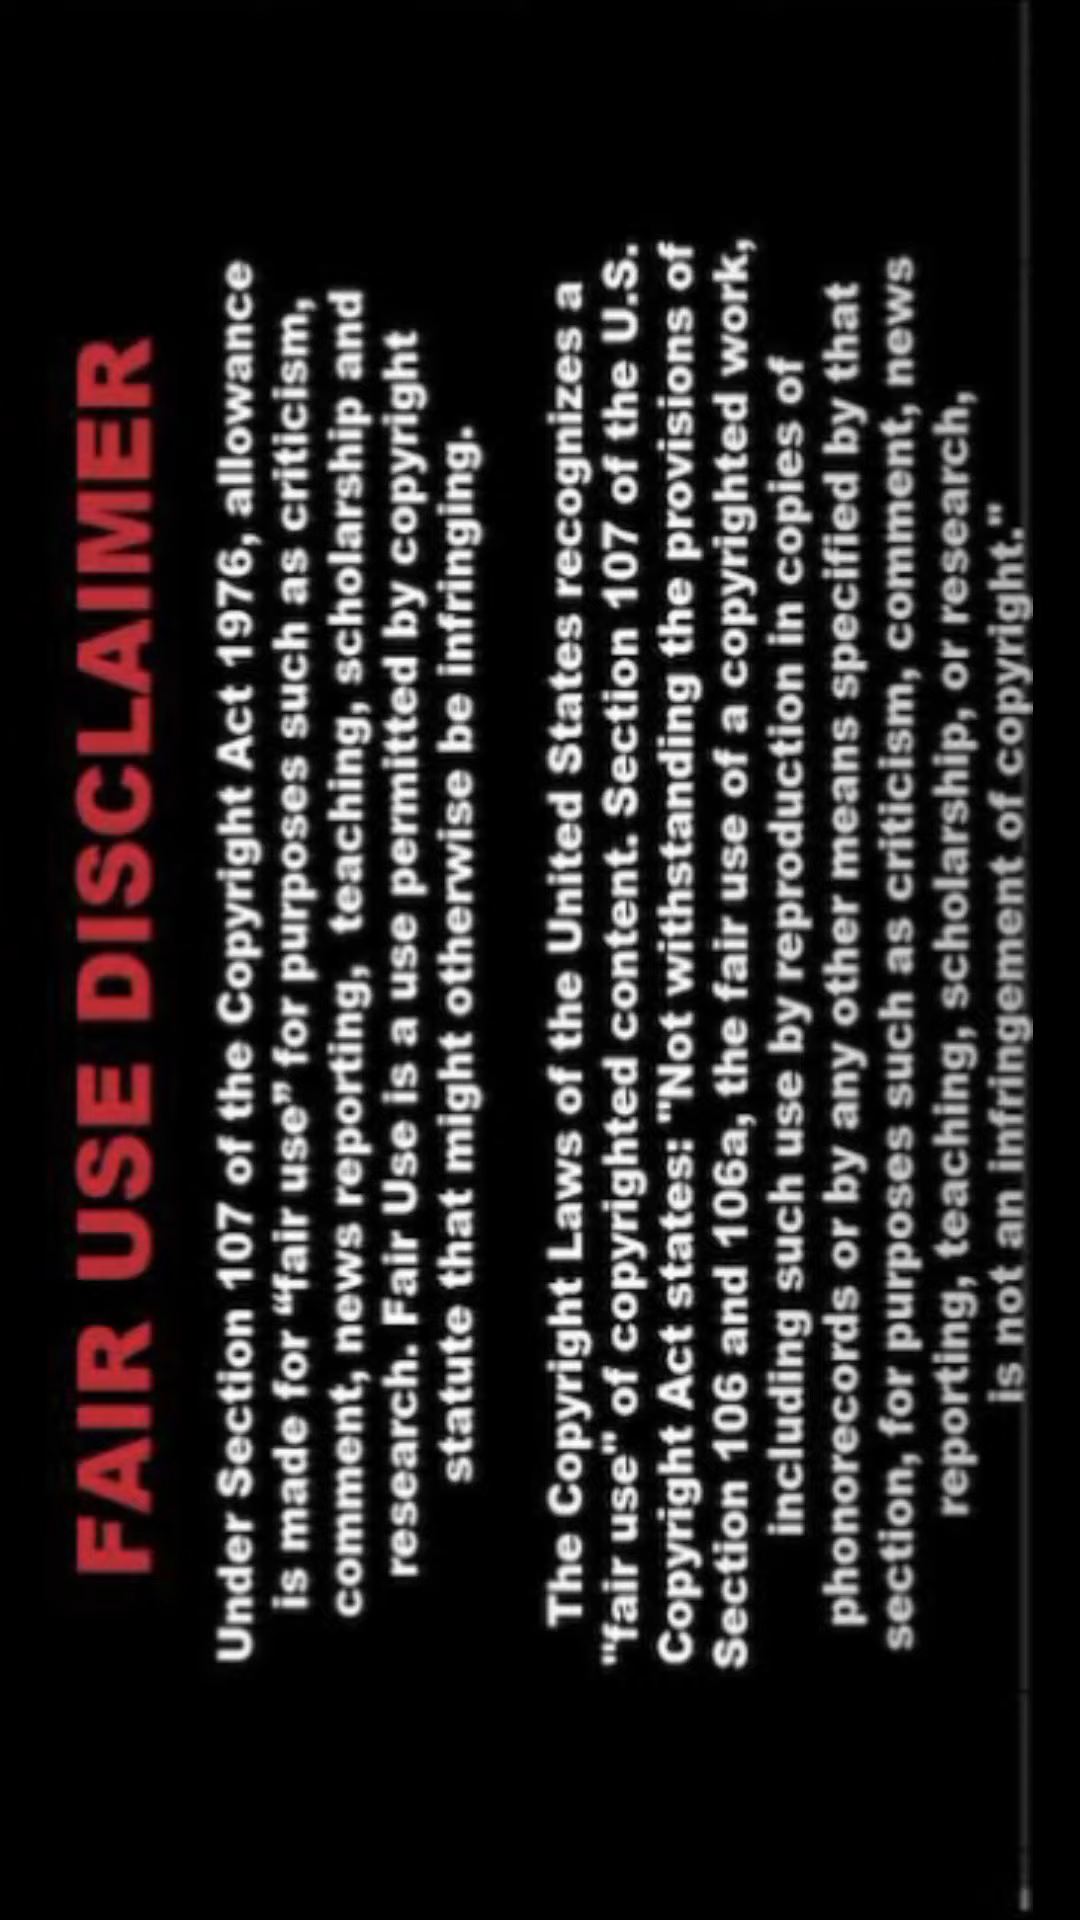 FAIR USE DISCLAIMER
Under Section 107 of the Copyright Act 1976, allowance
is made for “fair use” for purposes such as criticism,
comment, news reporting, teaching, scholarship and
research. Fair Use is a use permitted by copyright
statute that might otherwise be infringing.
The Copyright Laws of the United States recognizes a
"fair use" of copyrighted content. Section 107 of the U.S.
Copyright Act states: "Not withstanding the provisions of
Section 106 and 106a, the fair use of a copyrighted work,
including such use by reproduction in copies of
phonorecords or by any other means specified by that
section, for purposes such as criticism, comment, news
reporting, teaching, scholarship, or research,
is not an infringement of copyright."